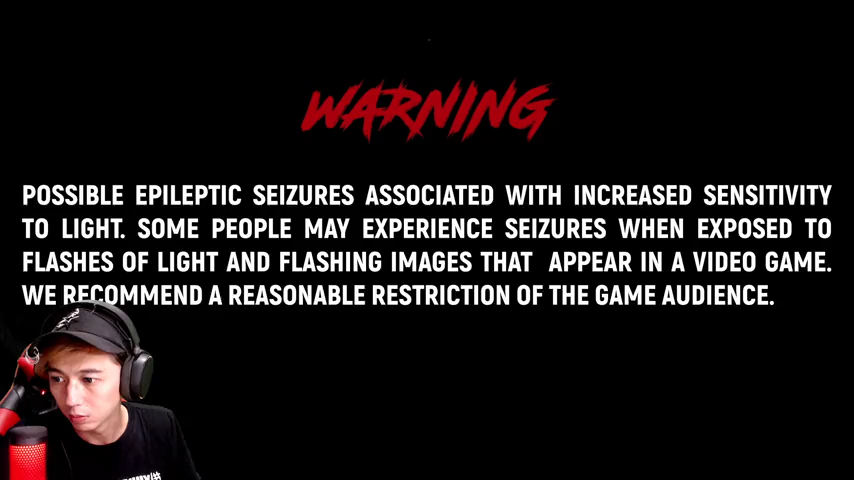 WARNING
POSSIBLE EPILEPTIC SEIZURES ASSOCIATED WITH INCREASED SENSITIVITY
TO LIGHT. SOME PEOPLE MAY EXPERIENCE SEIZURES WHEN EXPOSED TO
FLASHES OF LIGHT AND FLASHING IMAGES THAT APPEAR IN A VIDEO GAME.
WE RECOMMEND A REASONABLE RESTRICTION OF THE GAME AUDIENCE.